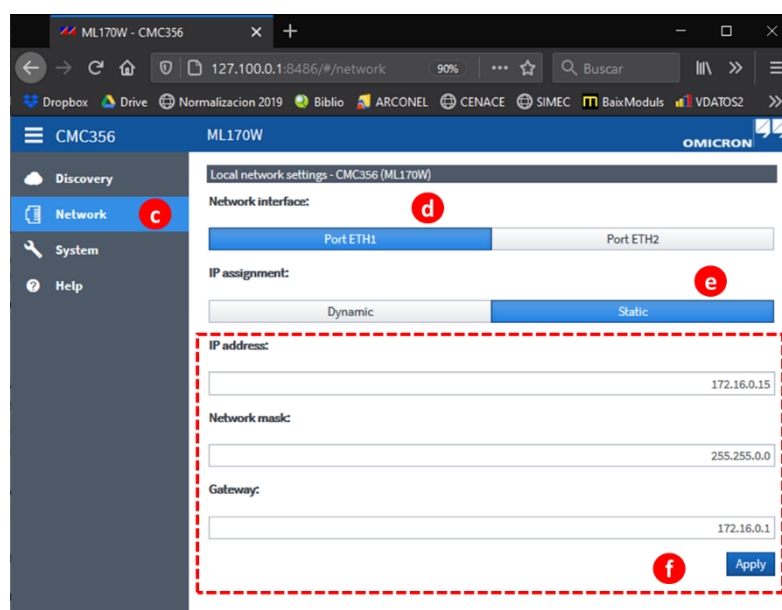 ML170W - CMC356
127.100.0.1:8486/#/network
90%
Buscar
Dropbox
Drive
Normalizacion 2019
Biblio
ARCONEL
CENACE
SIMEC
BaixModuls
VDATOS2
CMC356
ML170W
OMICRON
Discovery
Network
c
System
Help
Local network settings - CMC356 (ML170W)
Network interface:
d
Port ETH1
Port ETH2
IP assignment:
e
Dynamic
Static
IP address:
172.16.0.15
Network mask:
255.255.0.0
Gateway:
172.16.0.1
f
Apply